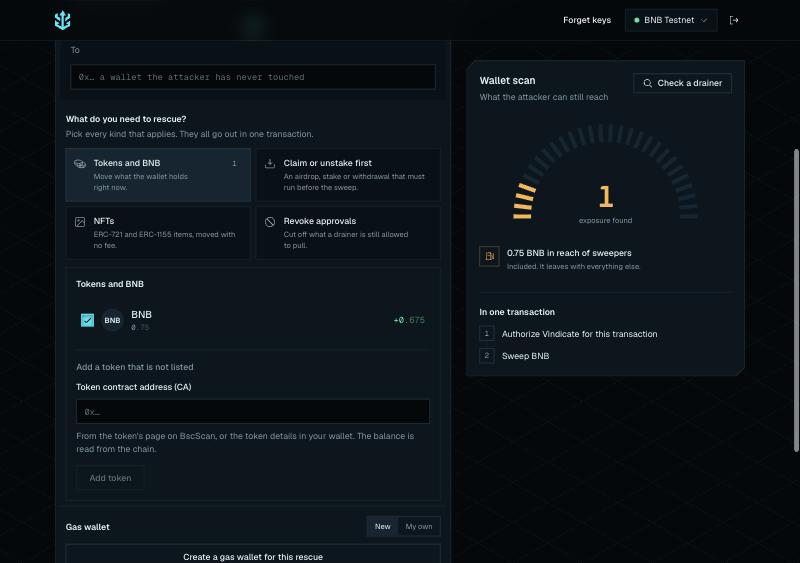 Forget keys
BNB Testnet
To
0x… a wallet the attacker has never touched
What do you need to rescue?
Pick every kind that applies. They all go out in one transaction.
Tokens and BNB
1
Move what the wallet holds
right now.
Claim or unstake first
An airdrop, stake or withdrawal that must
run before the sweep.
NFTs
ERC-721 and ERC-1155 items, moved with
no fee.
Revoke approvals
Cut off what a drainer is still allowed
to pull.
Tokens and BNB
BNB
BNB
0.75
+0.675
Add a token that is not listed
Token contract address (CA)
0x…
From the token's page on BscScan, or the token details in your wallet. The balance is
read from the chain.
Add token
Gas wallet
New
My own
Create a gas wallet for this rescue
Wallet scan
What the attacker can still reach
Check a drainer
1
exposure found
0.75 BNB in reach of sweepers
Included. It leaves with everything else.
In one transaction
1
Authorize Vindicate for this transaction
2
Sweep BNB